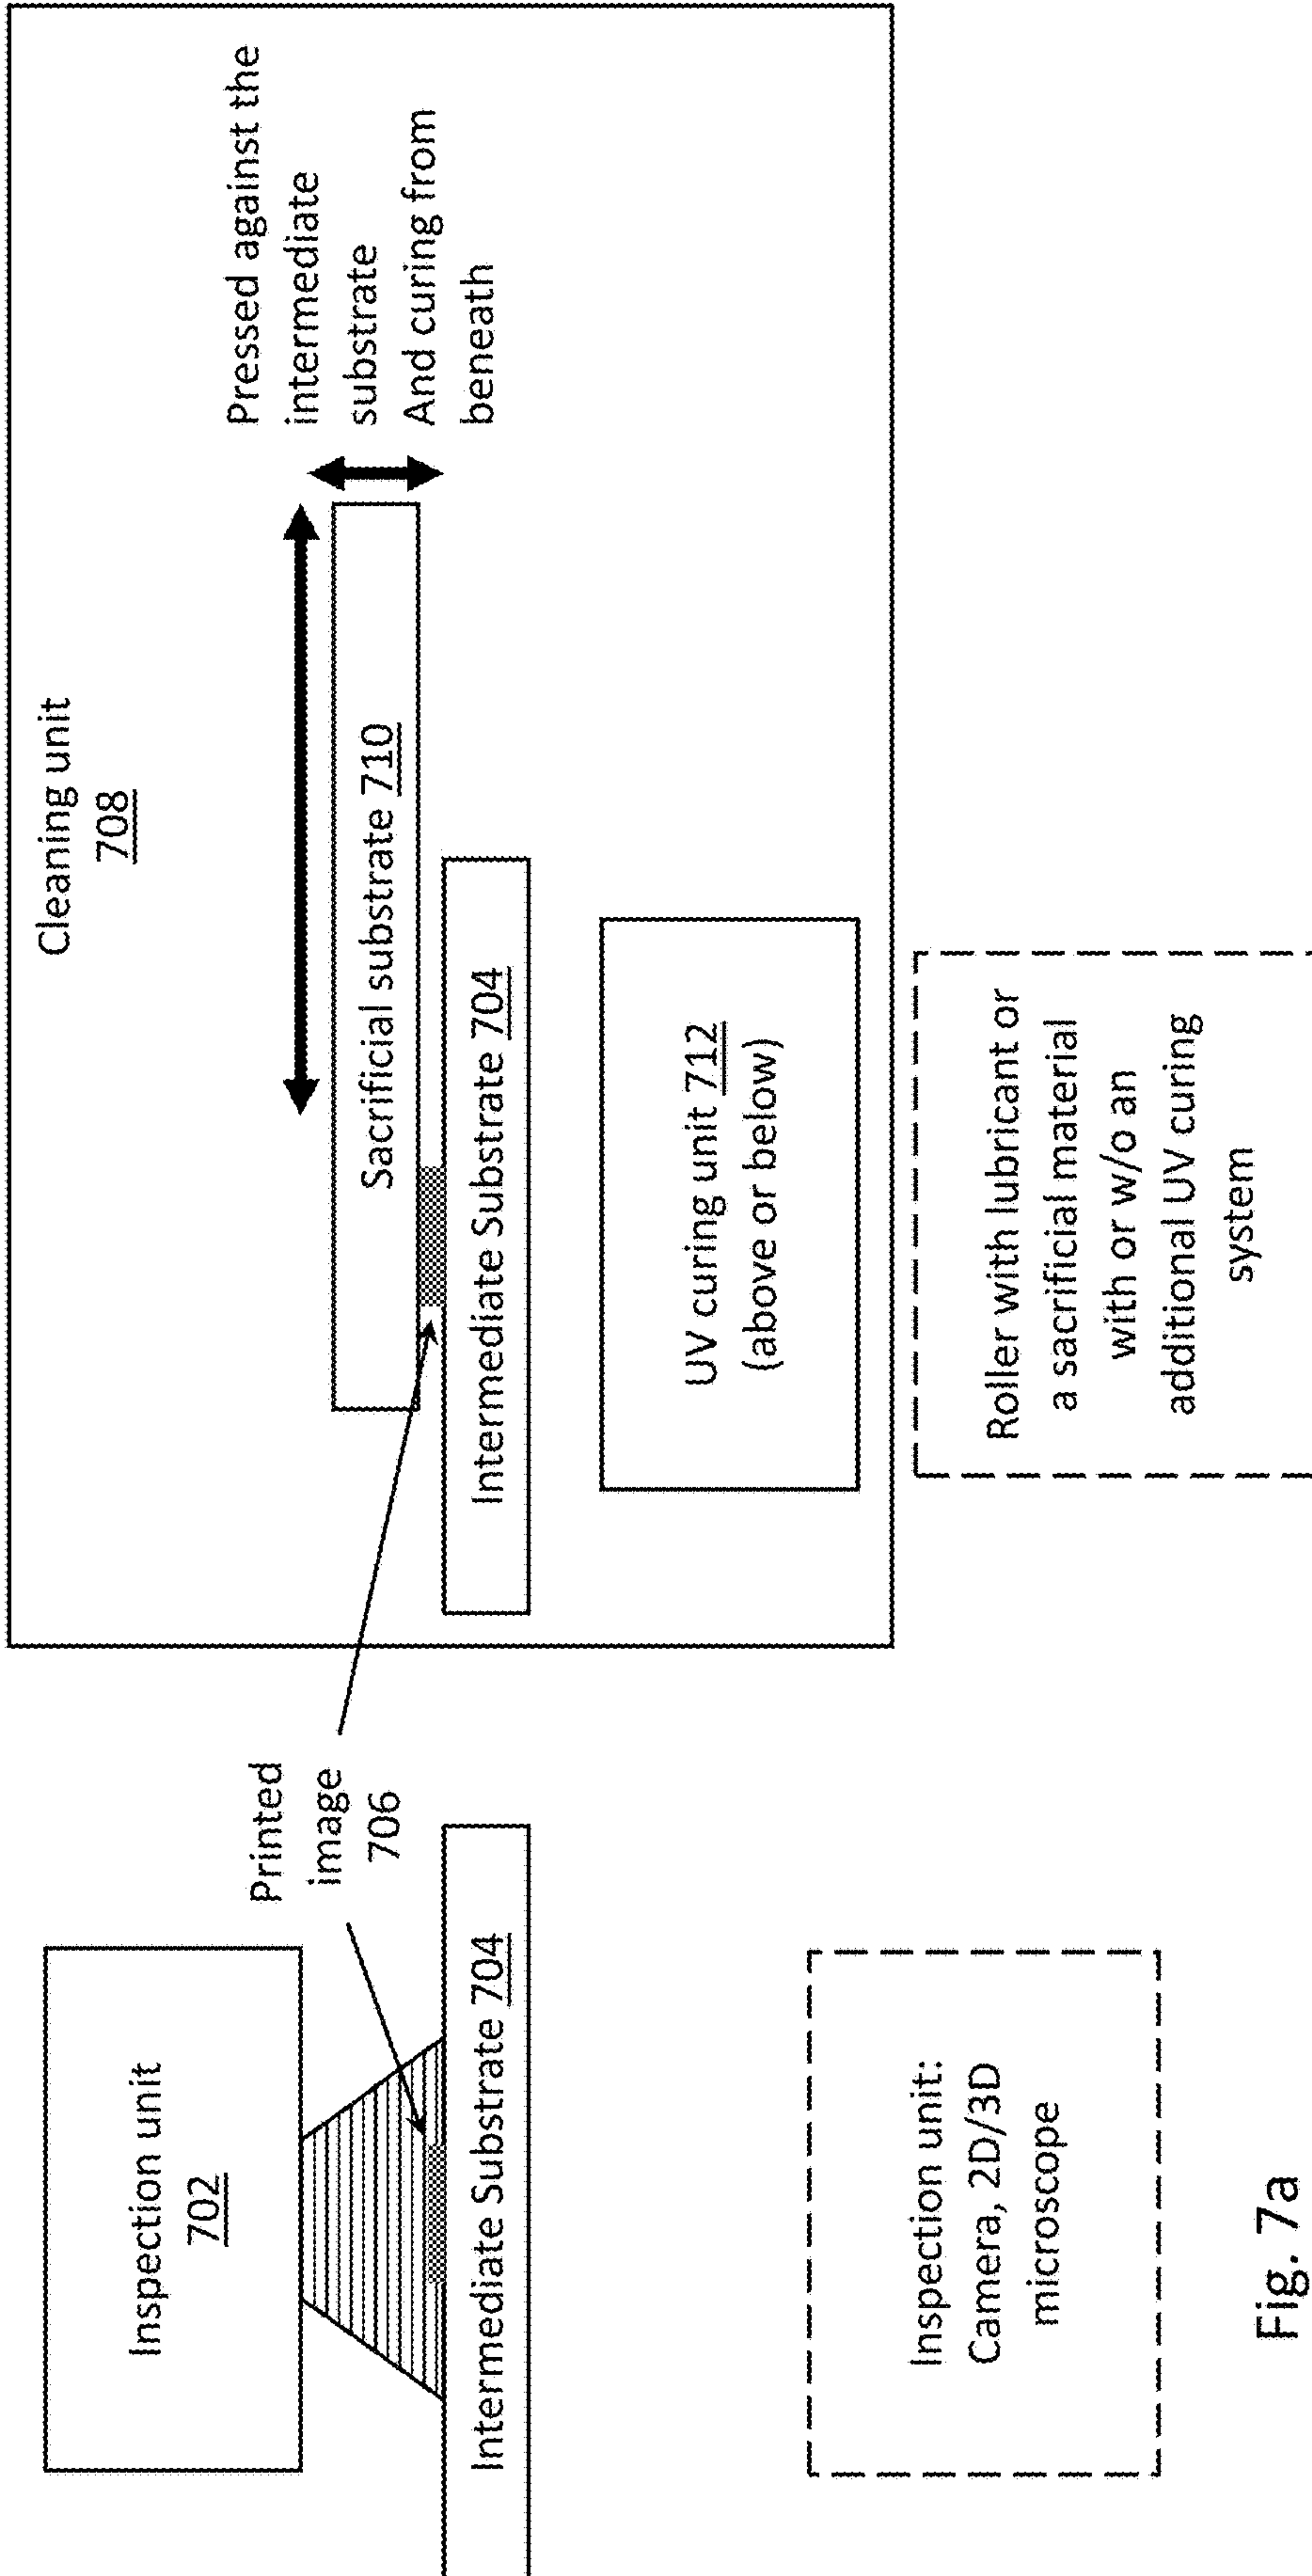 Inspection unit
702
Printed
image
706
Intermediate Substrate 704
Inspection unit:
Camera, 2D/3D
microscope
Cleaning unit
708
Pressed against the
intermediate
substrate
And curing from
beneath
Sacrificial substrate 710
Intermediate Substrate 704
UV curing unit 712
(above or below)
Roller with lubricant or
a sacrificial material
with or w/o an
additional UV curing
system
Fig. 7a